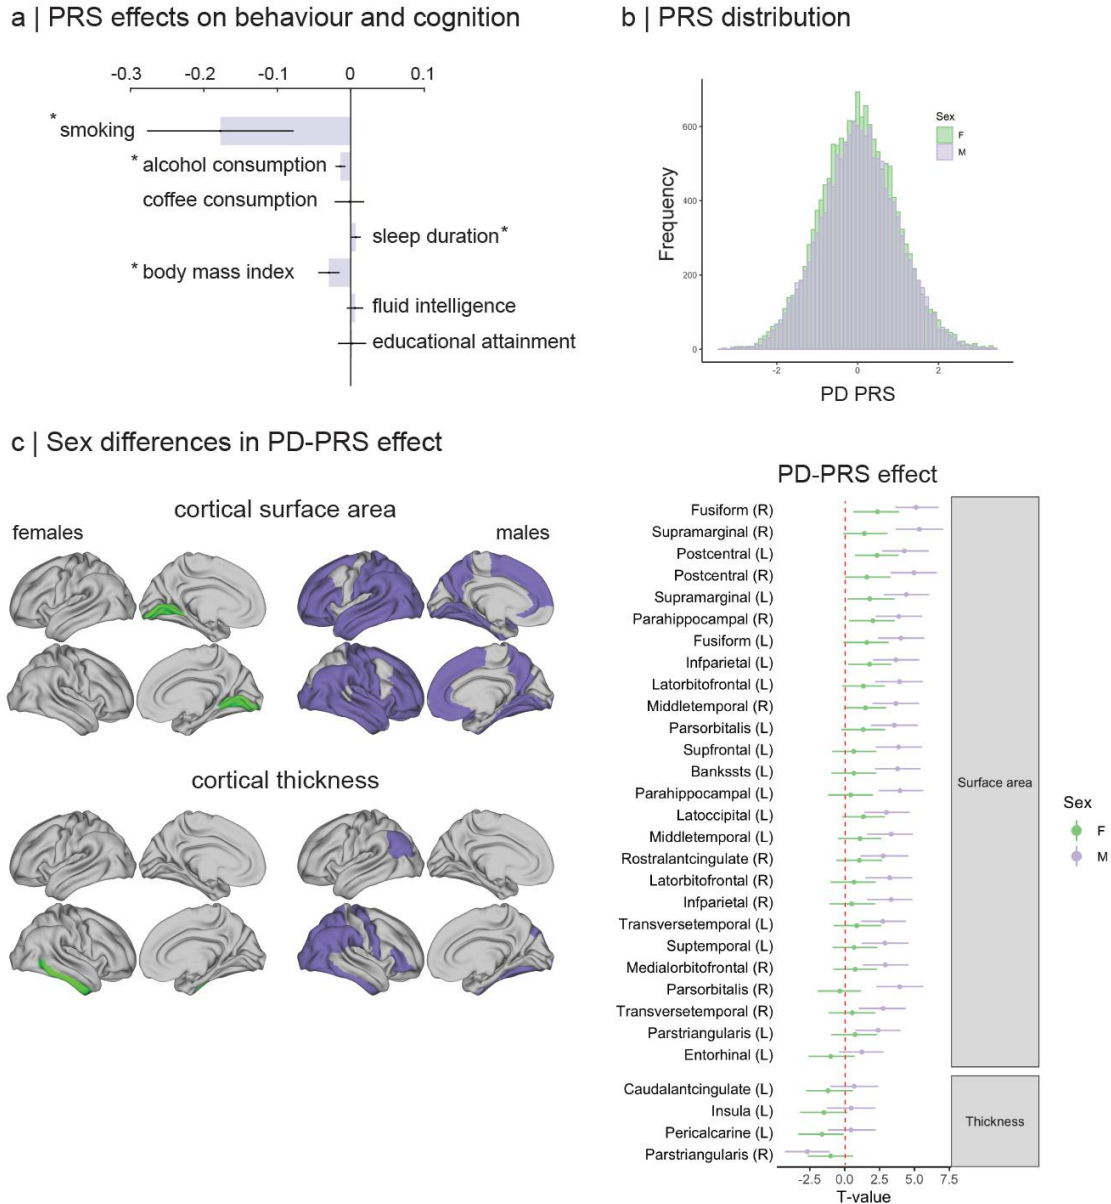 a | PRS effects on behaviour and cognition
-0.3 -0.2 -0.1 0 0.1
* smoking
* alcohol consumption
coffee consumption
sleep duration *
* body mass index
fluid intelligence
educational attainment
b | PRS distribution
Frequency
600
400
200
0
-2 0 2
PD PRS
Sex
F
M
c | Sex differences in PD-PRS effect
cortical surface area
females males
cortical thickness
PD-PRS effect
Fusiform (R)
Supramarginal (R)
Postcentral (L)
Postcentral (R)
Supramarginal (L)
Parahippocampal (R)
Fusiform (L)
Infparietal (L)
Latorbitofrontal (L)
Middletemporal (R)
Parsorbitalis (L)
Supfrontal (L)
Bankssts (L)
Parahippocampal (L)
Latoccipital (L)
Middletemporal (L)
Rostralantcingulate (R)
Latorbitofrontal (R)
Infparietal (R)
Transversetemporal (L)
Suptemporal (L)
Medialorbitofrontal (R)
Parsorbitalis (R)
Transversetemporal (R)
Parstriangularis (L)
Entorhinal (L)
Surface area
Caudalantcingulate (L)
Insula (L)
Pericalcarine (L)
Parstriangularis (R)
Thickness
-2.5 0.0 2.5 5.0 7.5
T-value
Sex
F
M